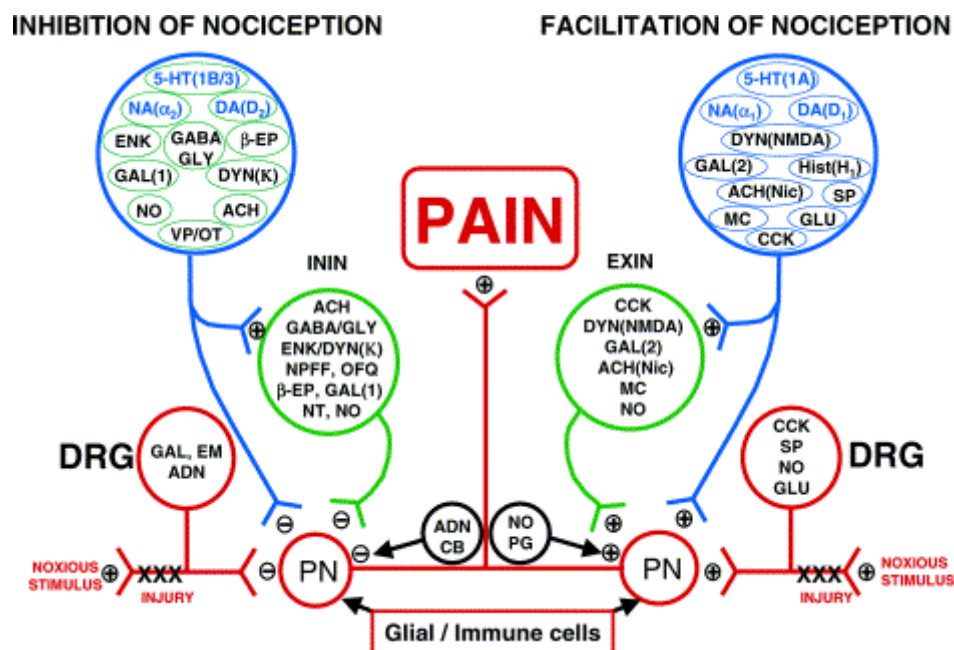 INHIBITION OF NOCICEPTION
FACILITATION OF NOCICEPTION
5-HT(1B/3)
NA(α₂) DA(D₂)
ENK GABA GLY β-EP
GAL(1) DYN(K)
NO ACH
VP/OT
5-HT(1A)
NA(α₁) DA(D₁)
DYN(NMDA)
GAL(2) Hist(H₁)
ACH(Nic) SP
MC GLU
CCK
PAIN
ININ
ACH
GABA/GLY
ENK/DYN(K)
NPFF, OFQ
β-EP, GAL(1)
NT, NO
EXIN
CCK
DYN(NMDA)
GAL(2)
ACH(Nic)
MC
NO
DRG
GAL, EM
ADN
CCK
SP
NO
GLU
DRG
ADN
CB
NO
PG
NOXIOUS
STIMULUS
XXX
INJURY
PN
PN
XXX
INJURY
NOXIOUS
STIMULUS
Glial / Immune cells